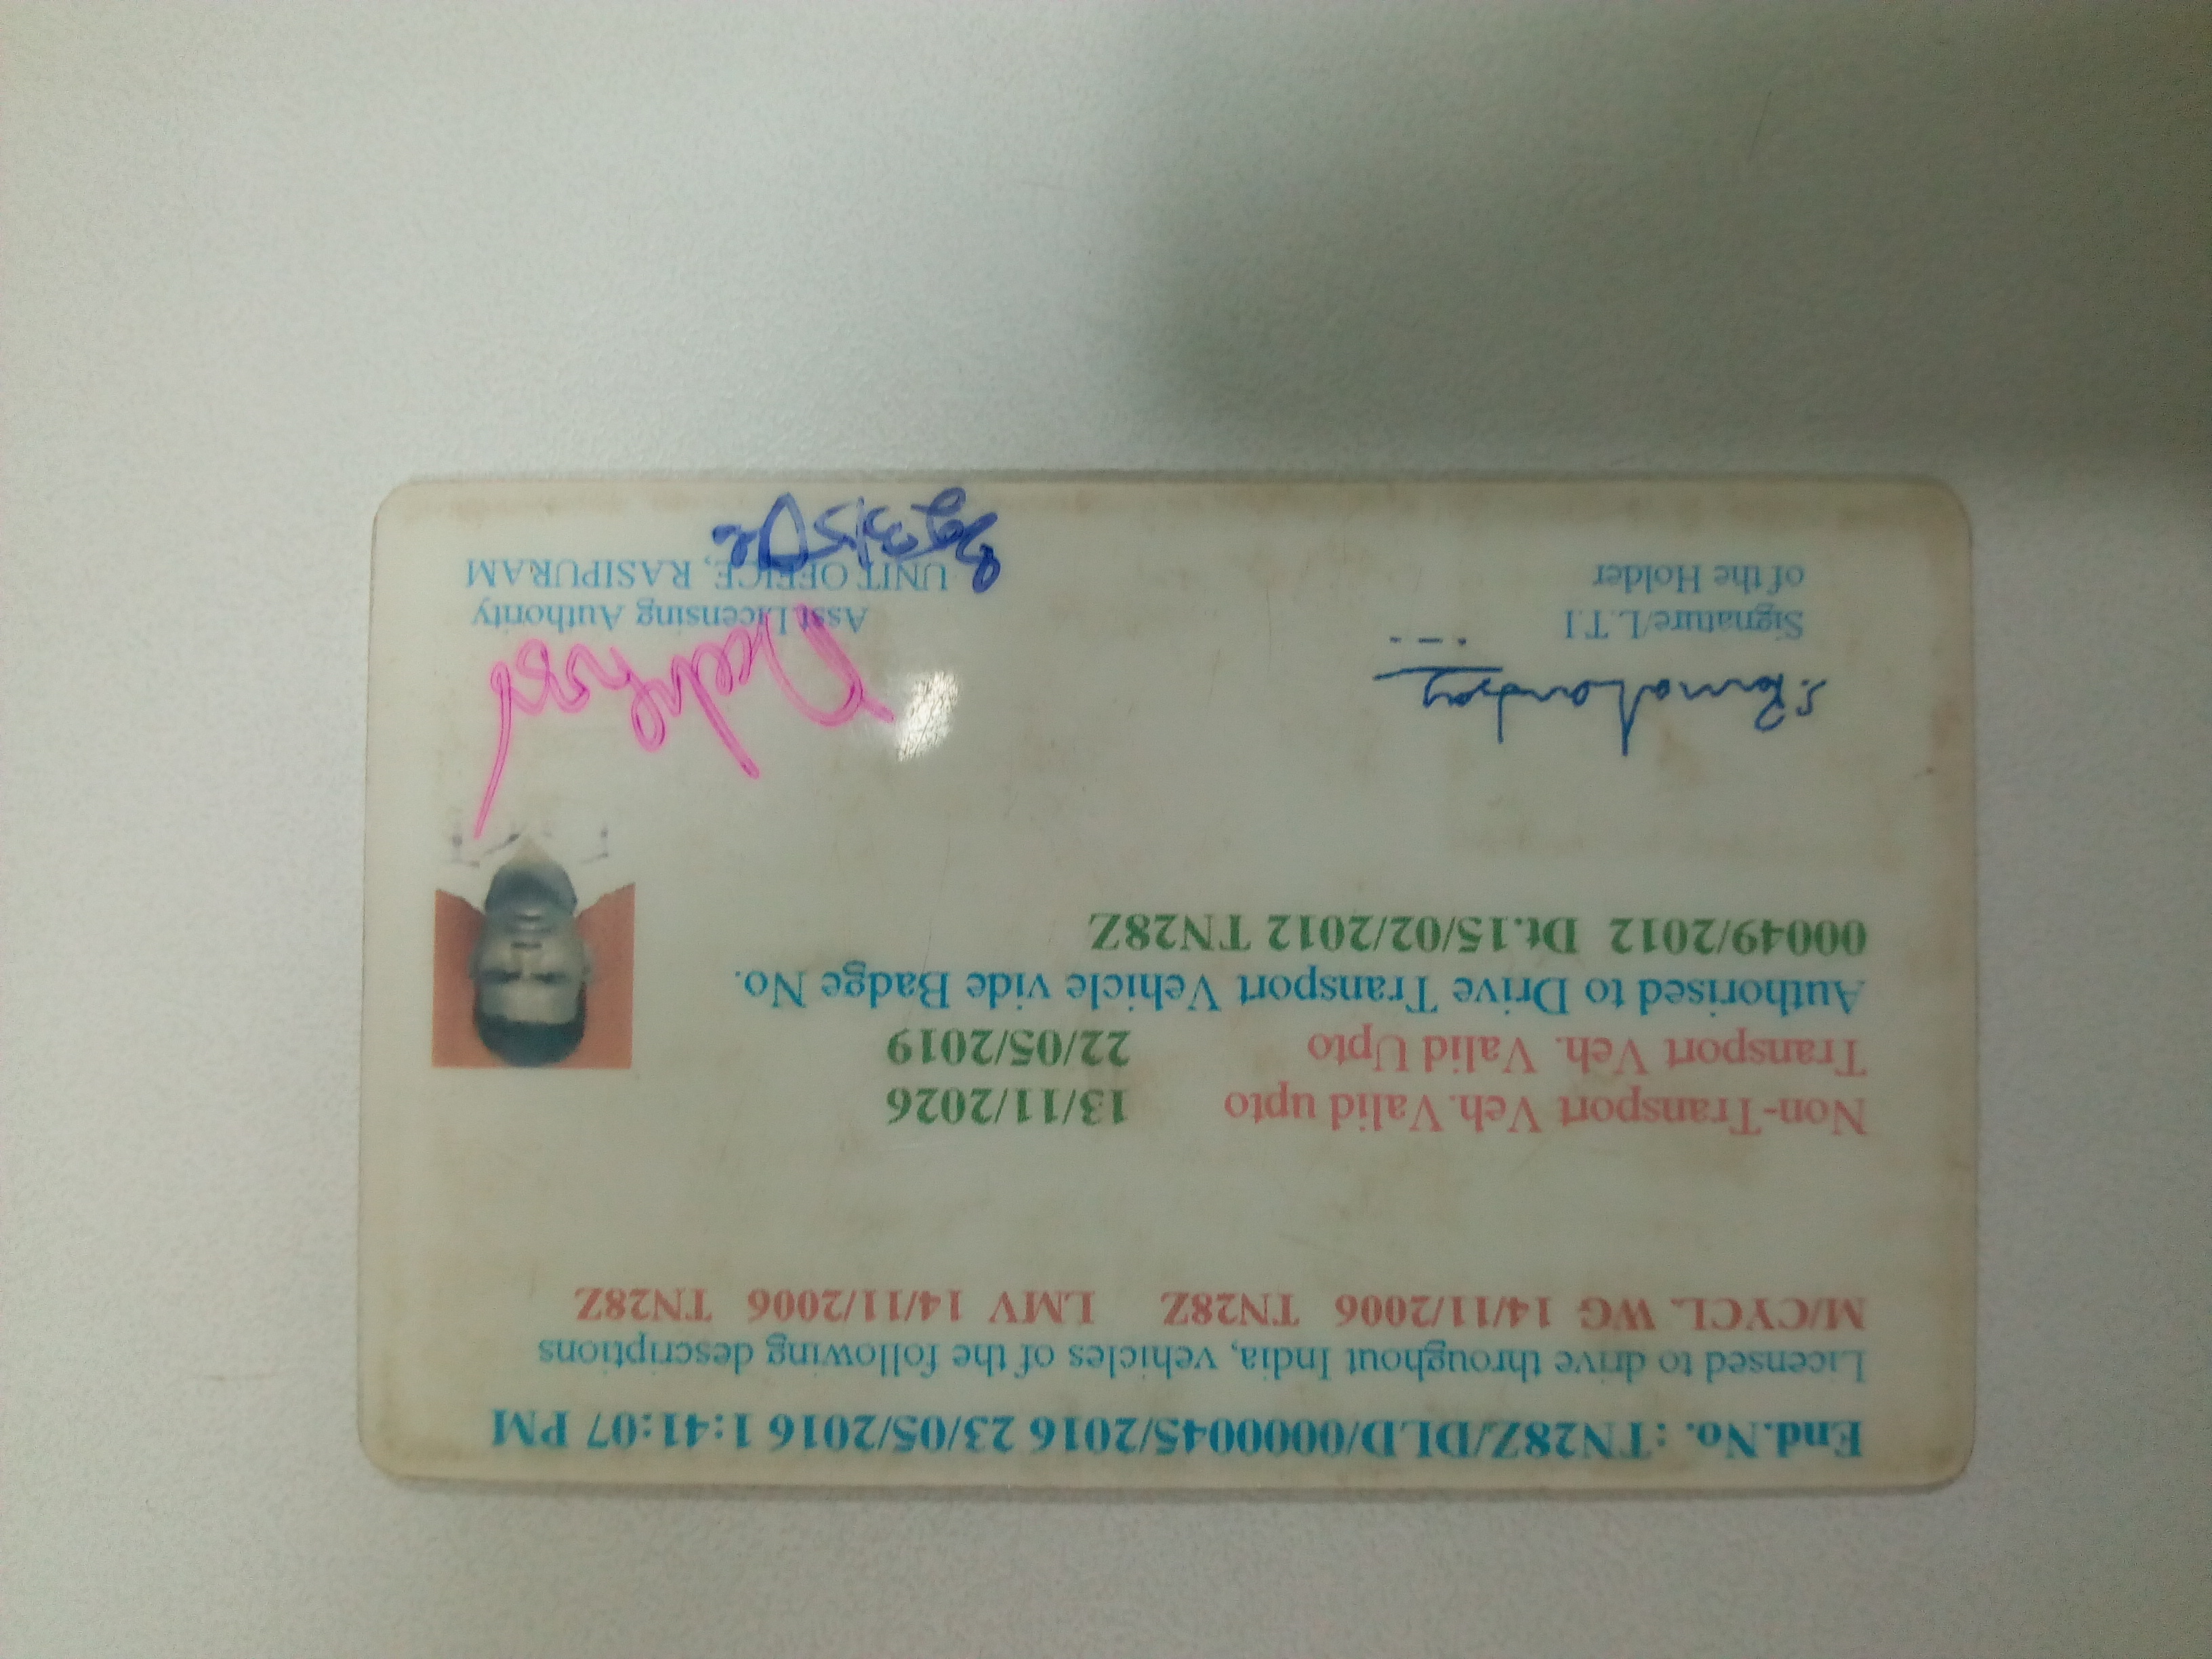 End.No. : TN28Z/DLD/0000045/2016 23/05/2016 1:41:07 PM
Licensed to drive throughout India, vehicles of the following descriptions
M/CYCL. WG 14/11/2006 TN28Z LMV 14/11/2006 TN28Z
Non-Transport Veh.Valid upto 13/11/2026
Transport Veh. Valid Upto 22/05/2019
Authorised to Drive Transport Vehicle vide Badge No.
00049/2012 Dt.15/02/2012 TN28Z
Signature/L.T.I
of the Holder
Asst Licensing Authority
UNIT OFFICE, RASIPURAM